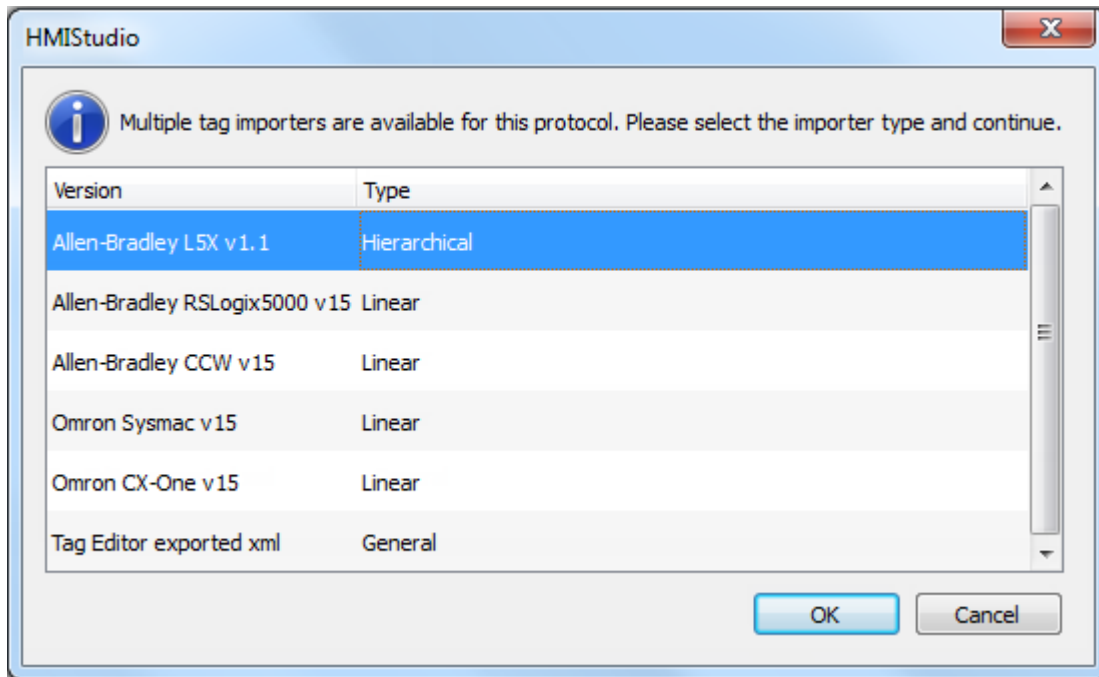 HMIStudio
Multiple tag importers are available for this protocol. Please select the importer type and continue.
Version Type
Allen-Bradley L5X v1.1 Hierarchical
Allen-Bradley RSLogix5000 v15 Linear
Allen-Bradley CCW v15 Linear
Omron Sysmac v15 Linear
Omron CX-One v15 Linear
Tag Editor exported xml General
OK Cancel